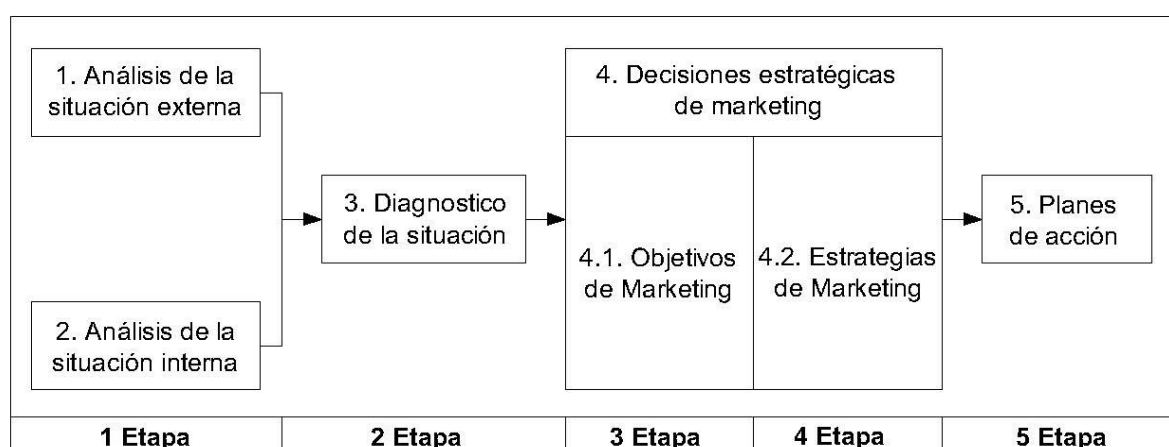 1. Análisis de la
situación externa
2. Análisis de la
situación interna
3. Diagnostico
de la situación
4. Decisiones estratégicas
de marketing
4.1. Objetivos
de Marketing
4.2. Estrategias
de Marketing
5. Planes
de acción
1 Etapa
2 Etapa
3 Etapa
4 Etapa
5 Etapa